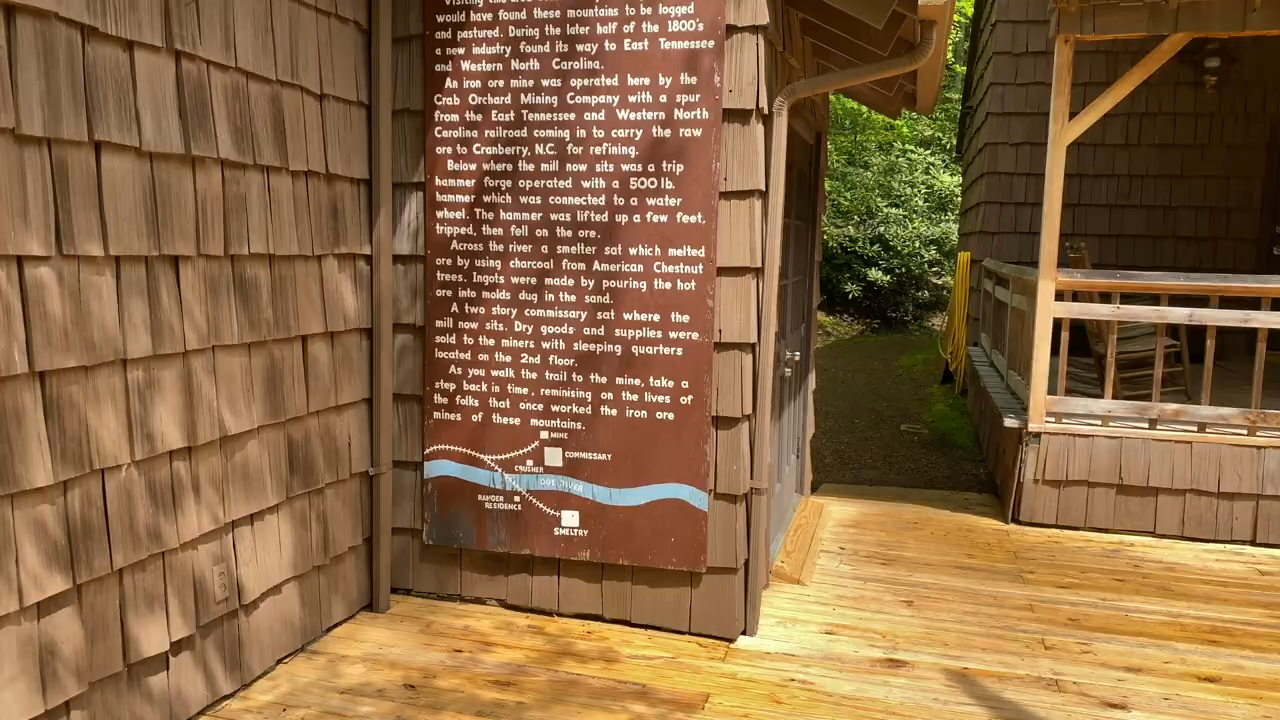 would have found these mountains to be logged
and pastured. During the later half of the 1800's
a new industry found its way to East Tennessee
and Western North Carolina.
An iron ore mine was operated here by the
Crab Orchard Mining Company with a spur
from the East Tennessee and Western North
Carolina railroad coming in to carry the raw
ore to Cranberry, N.C. for refining.
Below where the mill now sits was a trip
hammer forge operated with a 500 lb.
hammer which was connected to a water
wheel. The hammer was lifted up a few feet,
tripped, then fell on the ore.
Across the river a smelter sat which melted
ore by using charcoal from American Chestnut
trees. Ingots were made by pouring the hot
ore into molds dug in the sand.
A two story commissary sat where the
mill now sits. Dry goods and supplies were
sold to the miners with sleeping quarters
located on the 2nd floor.
As you walk the trail to the mine, take a
step back in time, reminising on the lives of
the folks that once worked the iron ore
mines of these mountains.
MINE
COMMISSARY
CRUSHER
DOE RIVER
RANGER
RESIDENCE
SMELTRY